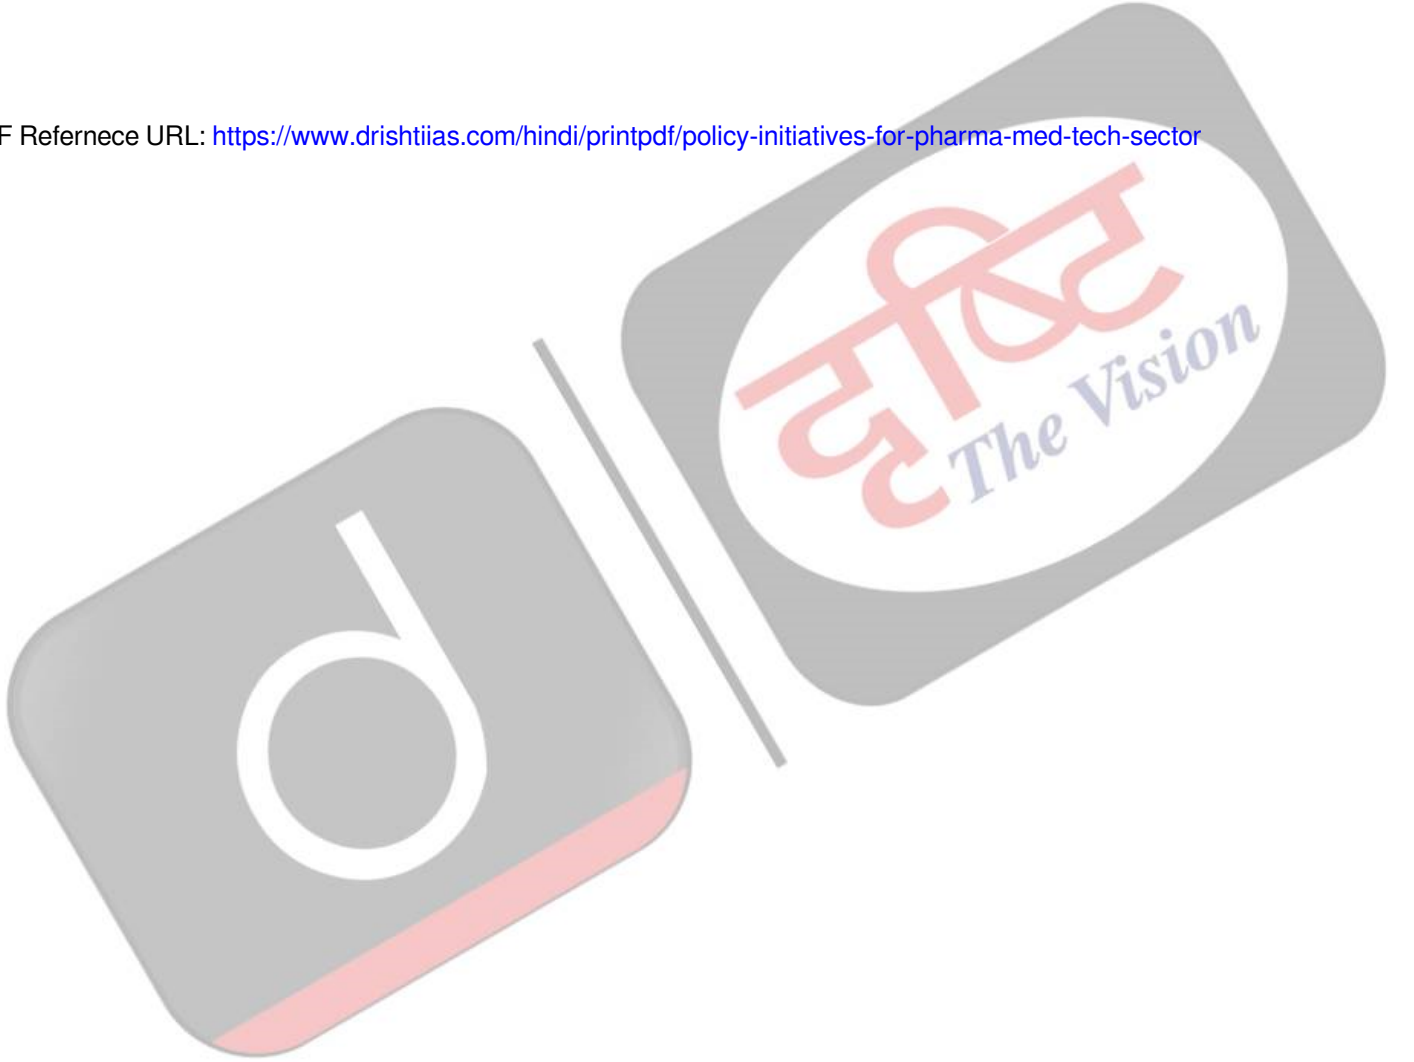 F Refernece URL: https://www.drishtiias.com/hindi/printpdf/policy-initiatives-for-pharma-med-tech-sector
दृष्टि
The Vision
d